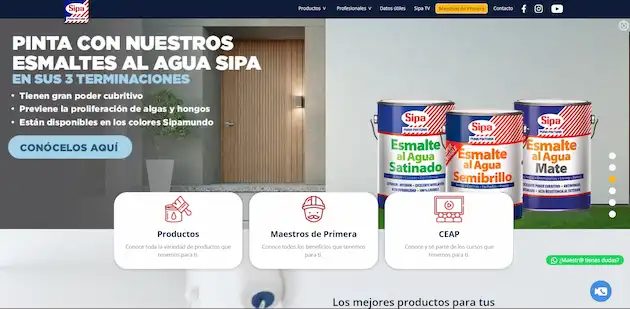 Sipa
Productos
Profesionales
Datos útiles
Sipa TV
Maestros de Primera
Contacto
PINTA CON NUESTROS
ESMALTES AL AGUA SIPA
EN SUS 3 TERMINACIONES
• Tienen gran poder cubritivo
• Previene la proliferación de algas y hongos
• Están disponibles en los colores Sipamundo
CONÓCELOS AQUÍ
Sipa
Esmalte
al Agua
Satinado
Sipa
Esmalte
al Agua
Semibrillo
Sipa
Esmalte
al Agua
Mate
Productos
Conoce toda la variedad de productos que
tenemos para ti
Maestros de Primera
Conoce todos los beneficios que tenemos
para ti
CEAP
Conoce y sé parte de los cursos que
tenemos para ti
¿Maestr@ tienes dudas?
Los mejores productos para tus